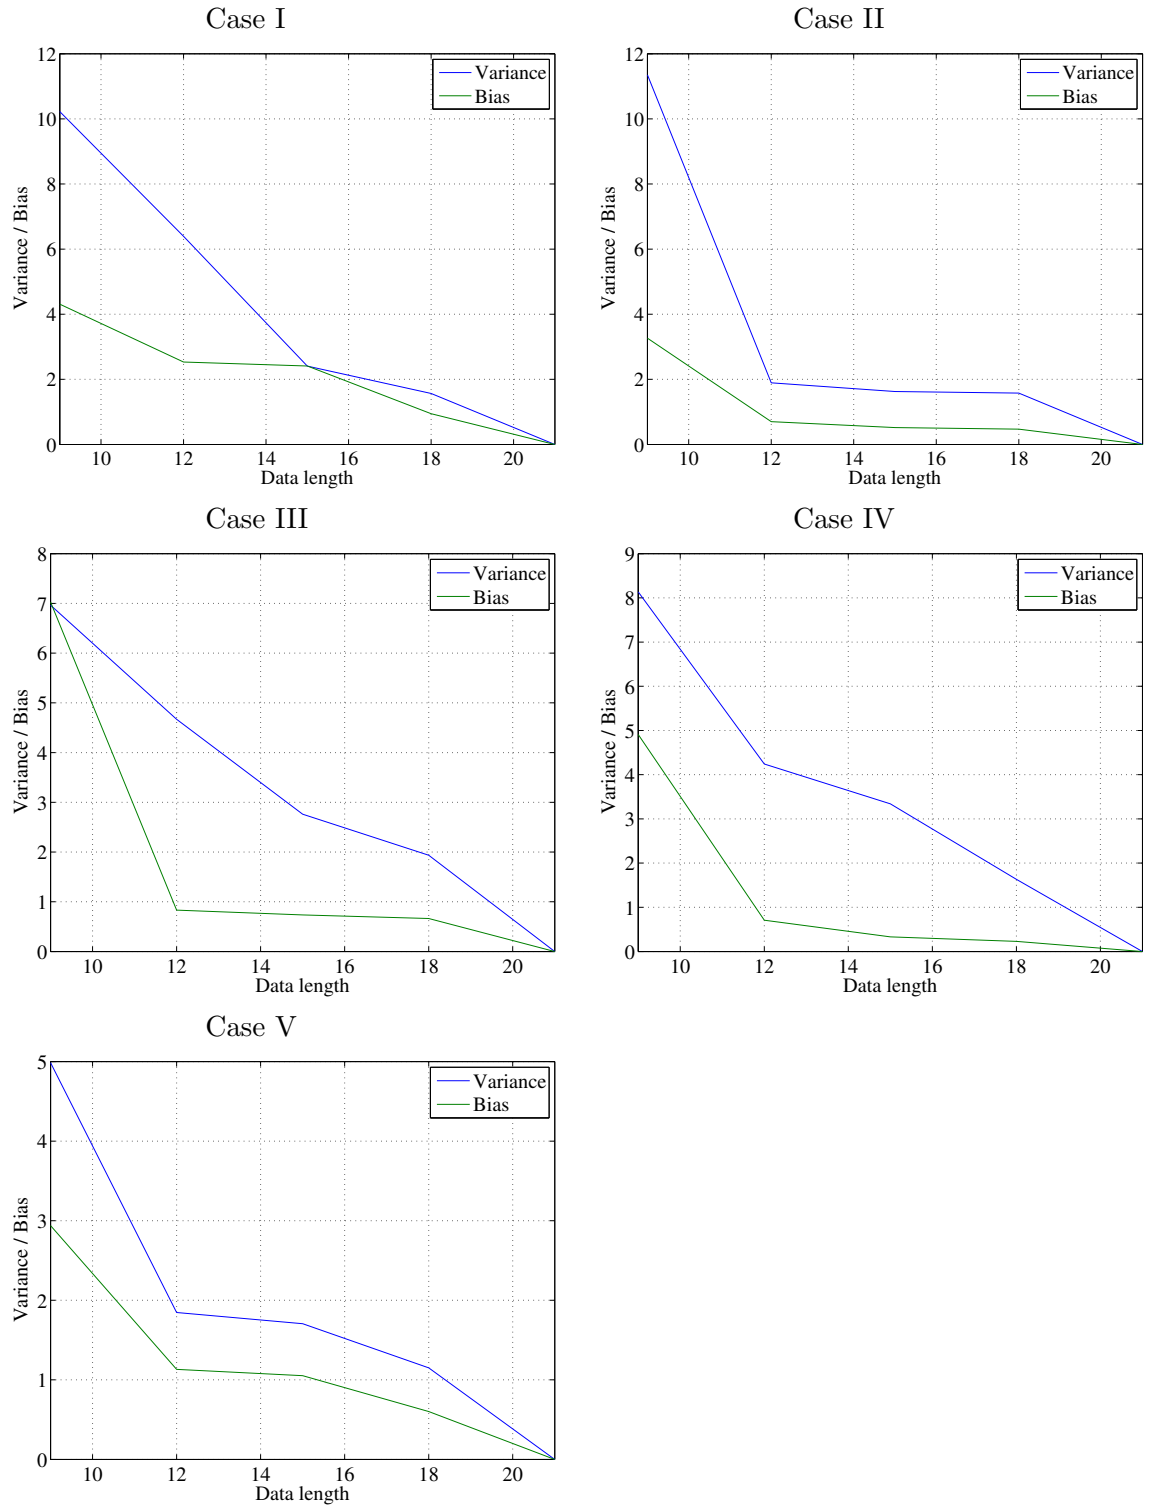 Case I
12
10
8
6
4
2
0
Variance / Bias
Variance
Bias
10 12 14 16 18 20
Data length
Case II
12
10
8
6
4
2
0
Variance / Bias
Variance
Bias
10 12 14 16 18 20
Data length
Case III
8
7
6
5
4
3
2
1
0
Variance / Bias
Variance
Bias
10 12 14 16 18 20
Data length
Case IV
9
8
7
6
5
4
3
2
1
0
Variance / Bias
Variance
Bias
10 12 14 16 18 20
Data length
Case V
5
4
3
2
1
0
Variance / Bias
Variance
Bias
10 12 14 16 18 20
Data length